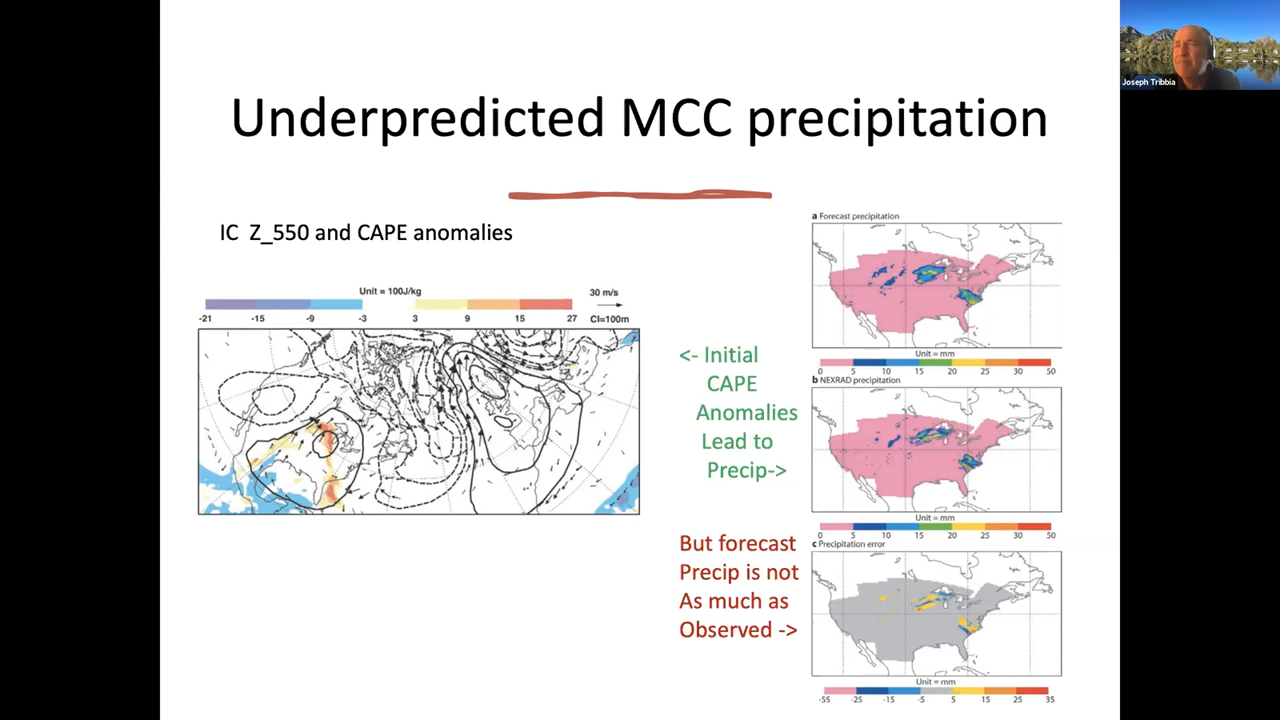 Joseph Tribbia
Underpredicted MCC precipitation
IC Z_550 and CAPE anomalies
Unit = 100J/kg
30 m/s
-21 -15 -9 -3 3 9 15 27
CI=100m
<- Initial
CAPE
Anomalies
Lead to
Precip->
But forecast
Precip is not
As much as
Observed ->
a Forecast precipitation
Unit = mm
0 5 10 15 20 25 30 50
b NEXRAD precipitation
Unit = mm
0 5 10 15 20 25 30 50
c Precipitation error
Unit = mm
-55 -25 -15 -5 5 15 25 35